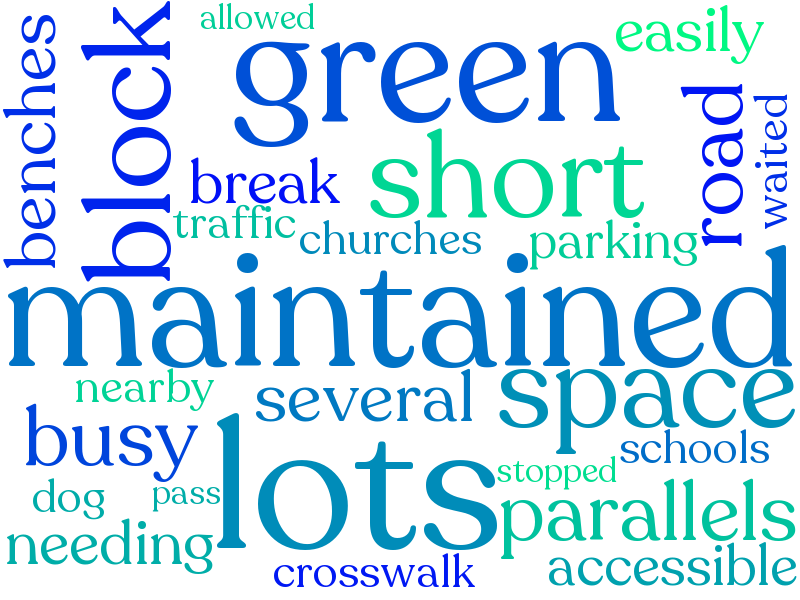 allowed
green
easily
benches
block
road
waited
break
short
traffic
churches
parking
maintained
nearby
several
space
busy
lots
schools
stopped
dog
pass
parallels
needing
accessible
crosswalk